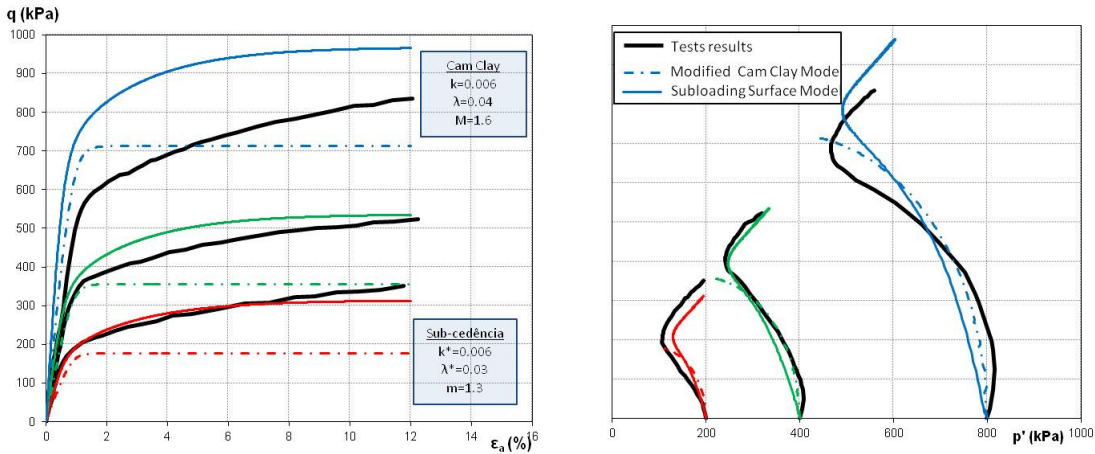 q (kPa)
1000
900
800
700
600
500
400
300
200
100
0
0
2
4
6
8
10
12
14
16
εₐ (%)
Cam Clay
k=0.006
λ=0.04
M=1.6
Sub-cedência
k*=0.006
λ*=0.03
m=1.3
Tests results
Modified Cam Clay Mode
Subloading Surface Mode
0
200
400
600
800
1000
p' (kPa)